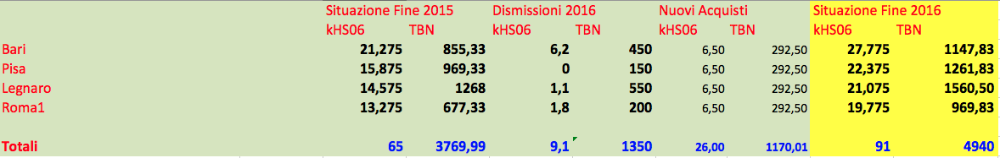 Situazione Fine 2015 Dismissioni 2016 Nuovi Acquisti Situazione Fine 2016
kHS06 TBN kHS06 TBN kHS06 TBN kHS06 TBN
Bari 21,275 855,33 6,2 450 6,50 292,50 27,775 1147,83
Pisa 15,875 969,33 0 150 6,50 292,50 22,375 1261,83
Legnaro 14,575 1268 1,1 550 6,50 292,50 21,075 1560,50
Roma1 13,275 677,33 1,8 200 6,50 292,50 19,775 969,83
Totali 65 3769,99 9,1 1350 26,00 1170,01 91 4940